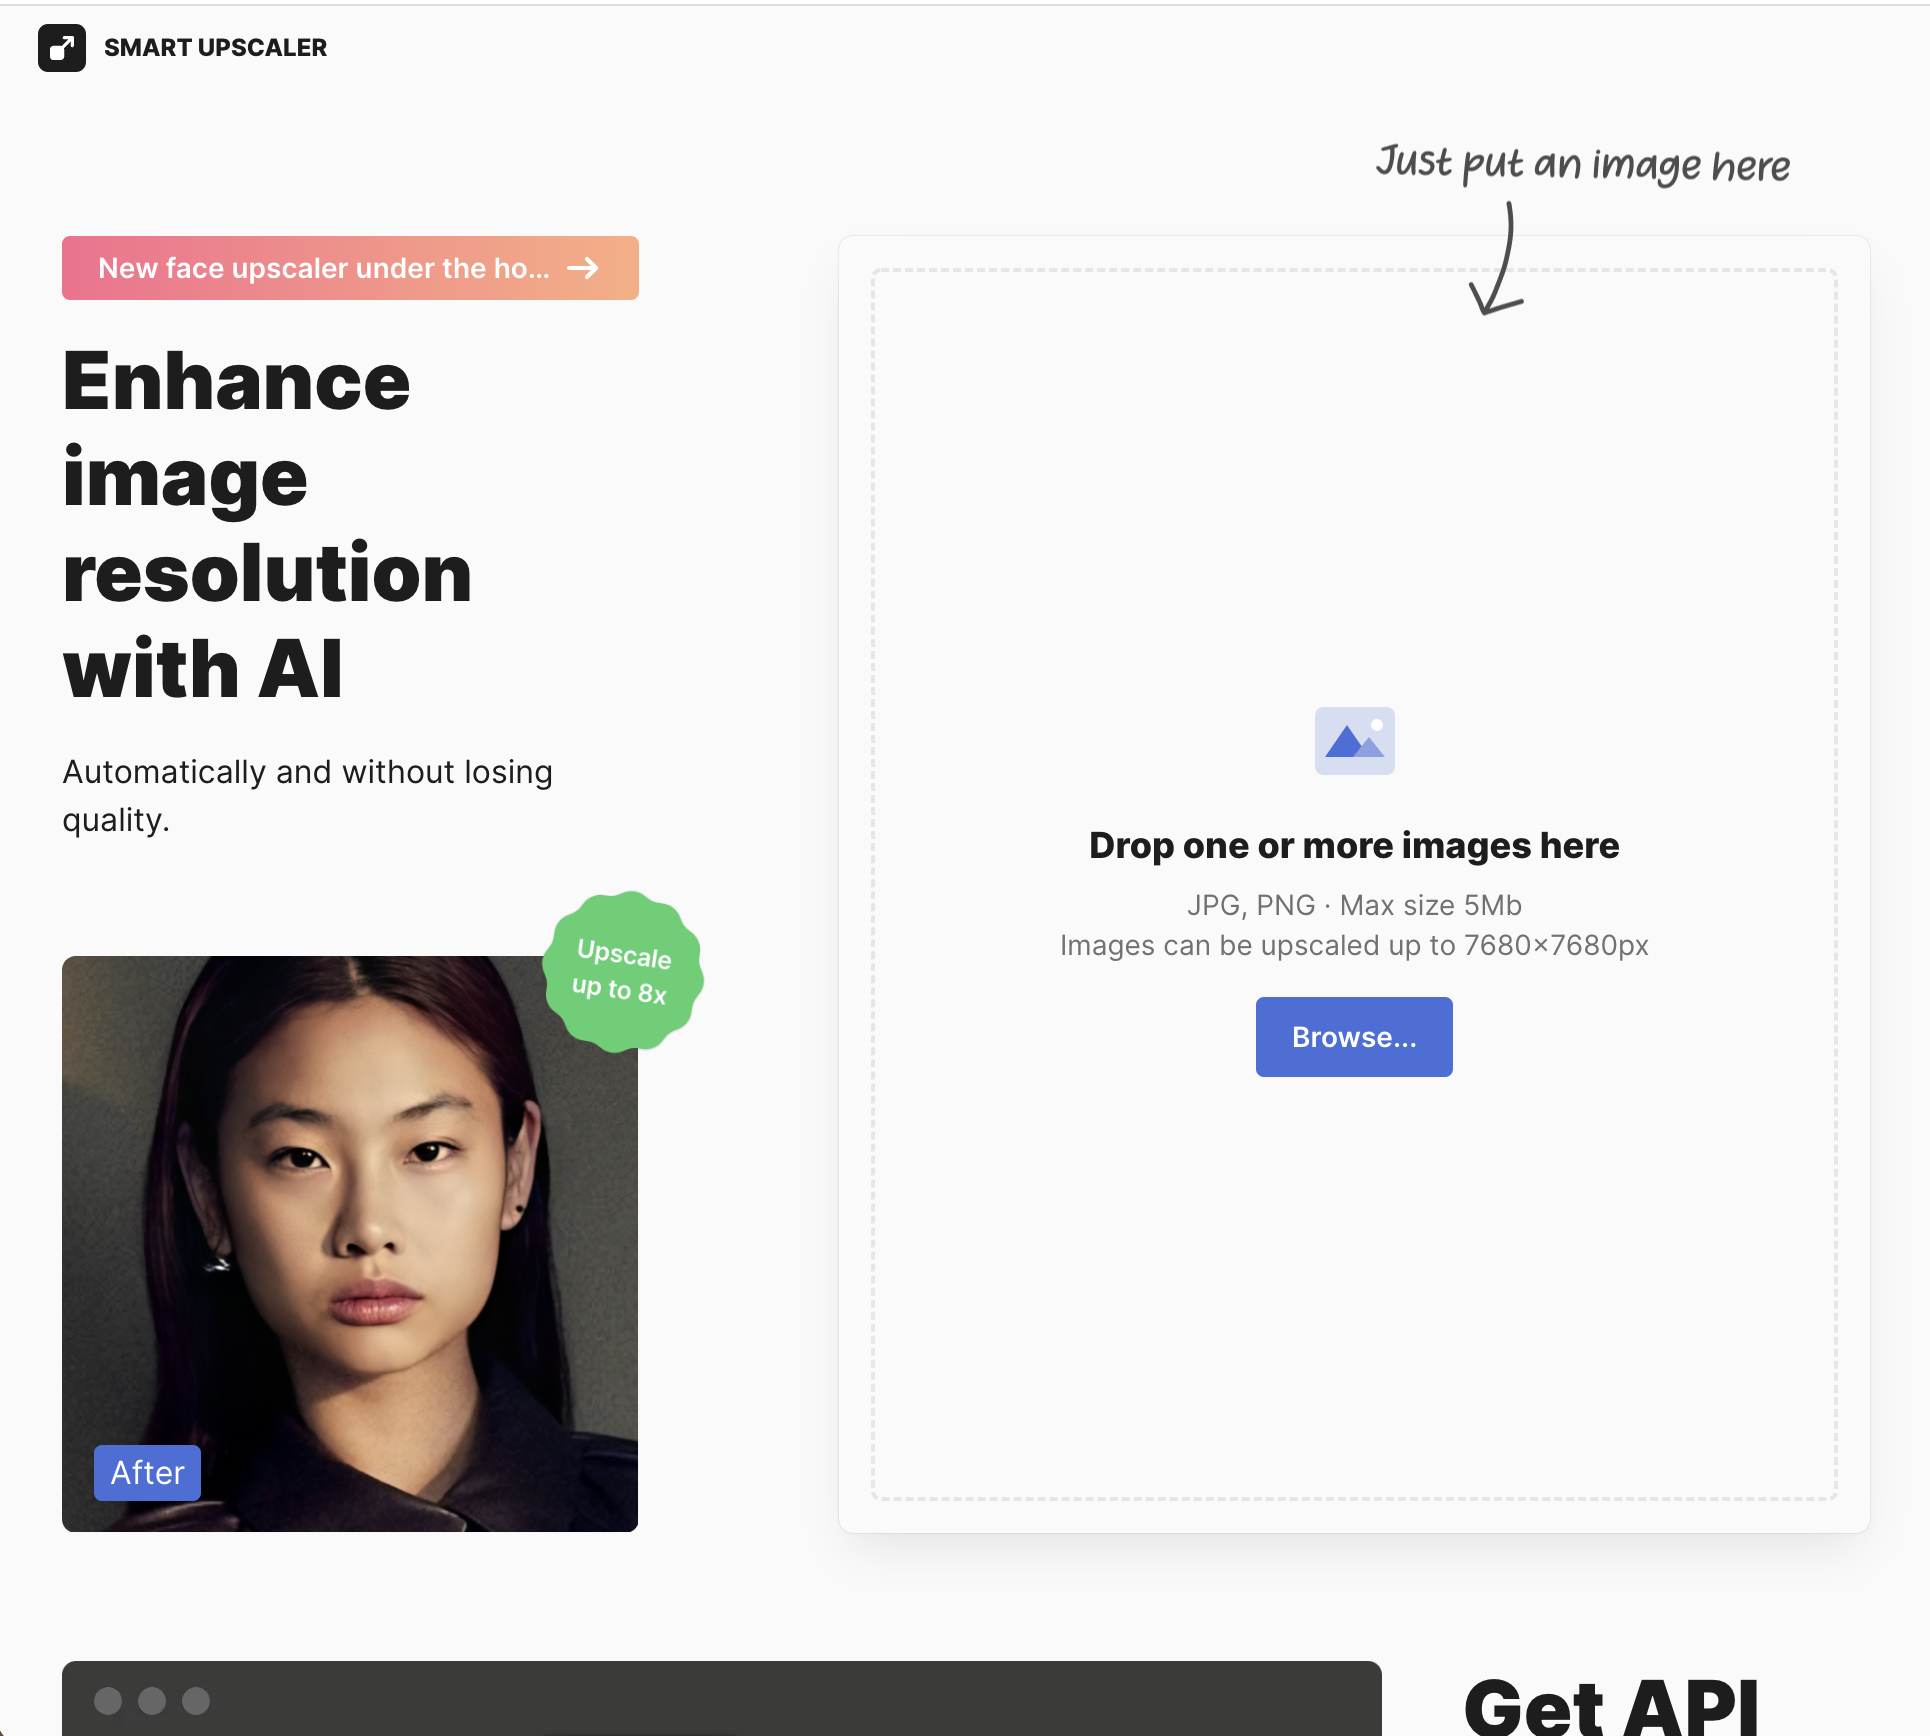 SMART UPSCALER
Just put an image here
New face upscaler under the ho...
Enhance
image
resolution
with AI
Automatically and without losing
quality.
Upscale
up to 8x
After
Drop one or more images here
JPG, PNG · Max size 5Mb
Images can be upscaled up to 7680×7680px
Browse...
Get API